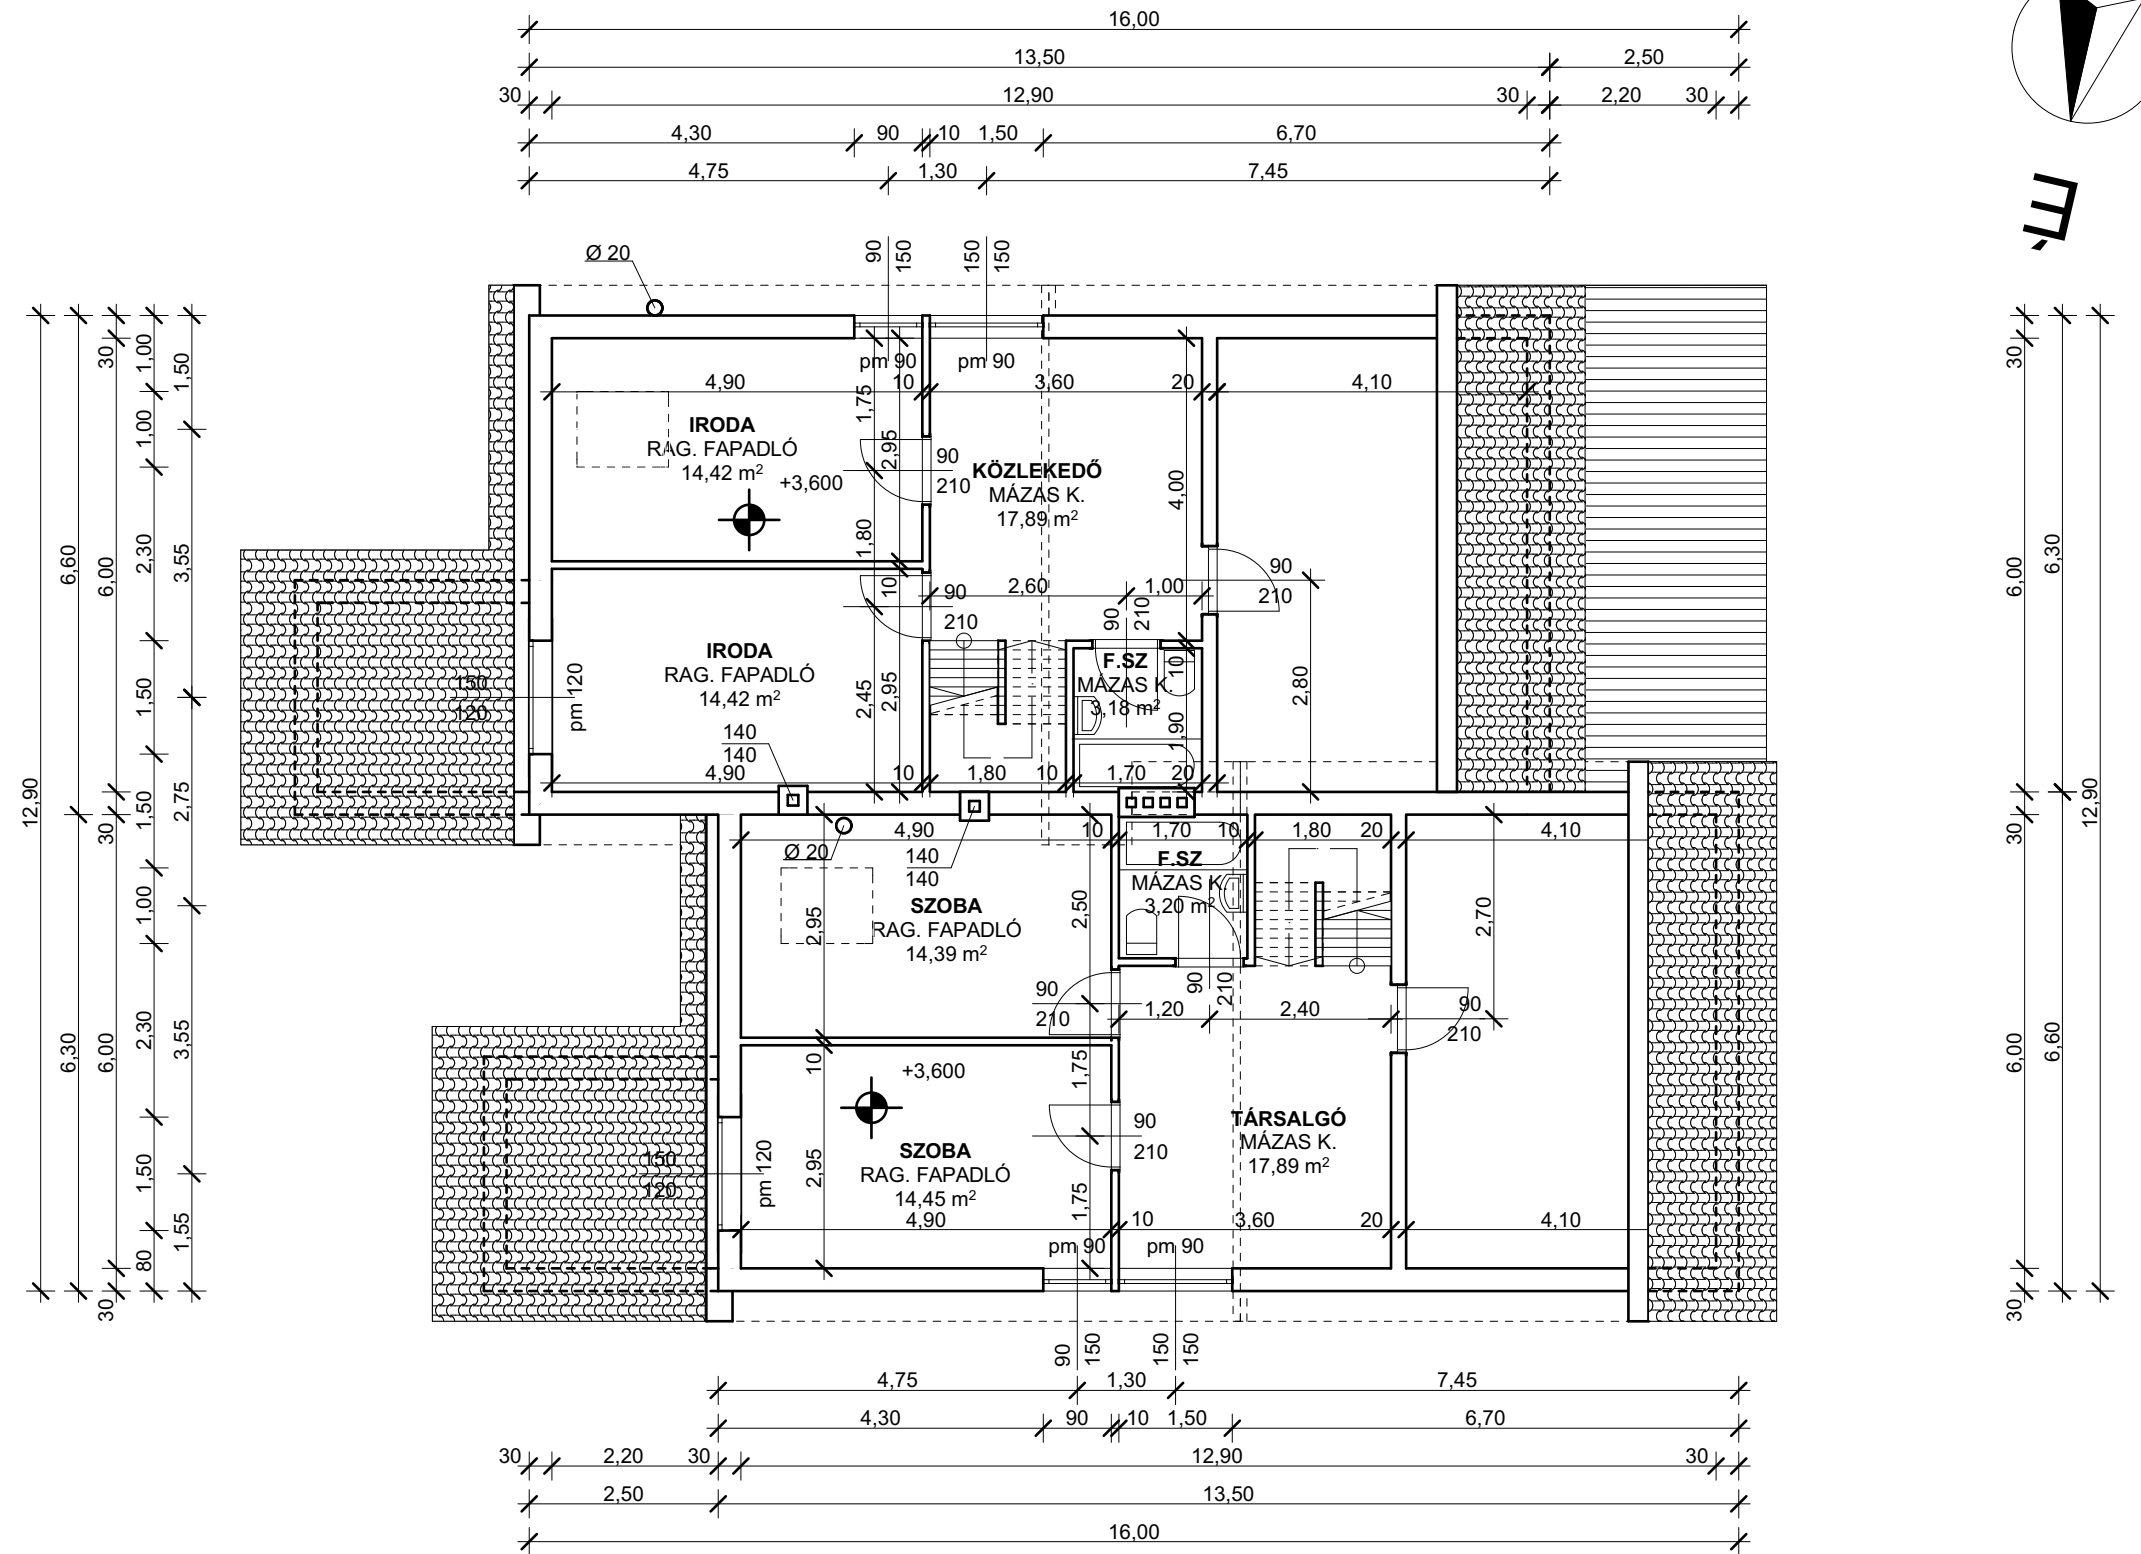 16,00
13,50 2,50
30 12,90 30 2,20 30
4,30 90 10 1,50 6,70
4,75 1,30 7,45
É
Ø 20
90
150
150
150
pm 90
pm 90
4,90 10 3,60 20 4,10
IRODA
RAG. FAPADLÓ
14,42 m²
+3,600
1,75
2,95
1,80
10
90
210
KÖZLEKEDŐ
MÁZAS K.
17,89 m²
4,00
90
210
2,60 1,00
90
210
90
210
IRODA
RAG. FAPADLÓ
14,42 m²
2,45
2,95
F.SZ
MÁZAS K.
3,18 m²
10
1,90
2,80
150
120
pm 120
140
140
4,90 10 1,80 10 1,70 20
12,90
6,60
6,30
30
6,00
30
6,00
30
1,00
1,00
2,30
1,50
1,50
1,00
2,30
1,50
80
1,50
3,55
2,75
3,55
1,55
30
6,00
30
6,00
30
6,30
6,60
12,90
4,90 10 1,70 10 1,80 20 4,10
Ø 20
140
140
SZOBA
RAG. FAPADLÓ
14,39 m²
2,95
2,50
F.SZ
MÁZAS K.
3,20 m²
2,70
90
210
90
210
1,20 2,40
90
210
10
+3,600
1,75
SZOBA
RAG. FAPADLÓ
14,45 m²
2,95
90
210
TÁRSALGÓ
MÁZAS K.
17,89 m²
150
120
pm 120
1,75
4,90 10 3,60 20 4,10
pm 90
pm 90
90
150
150
150
4,75 1,30 7,45
4,30 90 10 1,50 6,70
30 2,20 30 12,90 30
2,50 13,50
16,00